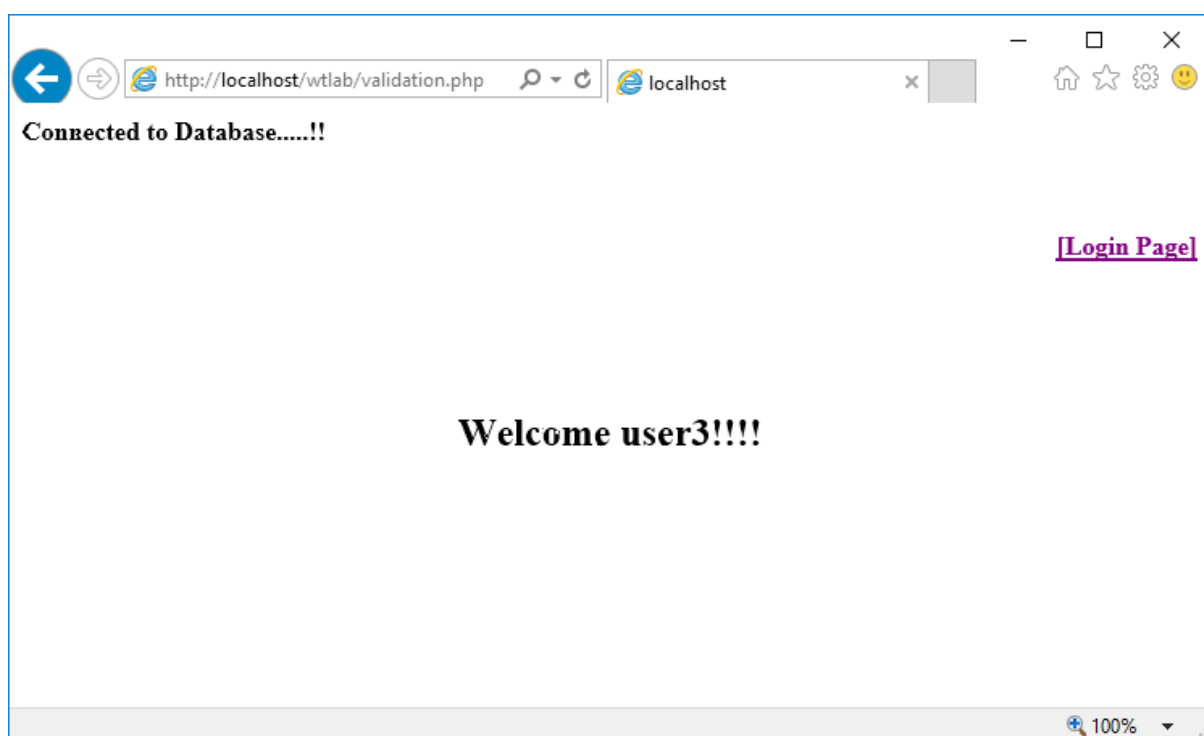 http://localhost/wtlab/validation.php
localhost
Connected to Database.....!!
[Login Page]
Welcome user3!!!!
100%